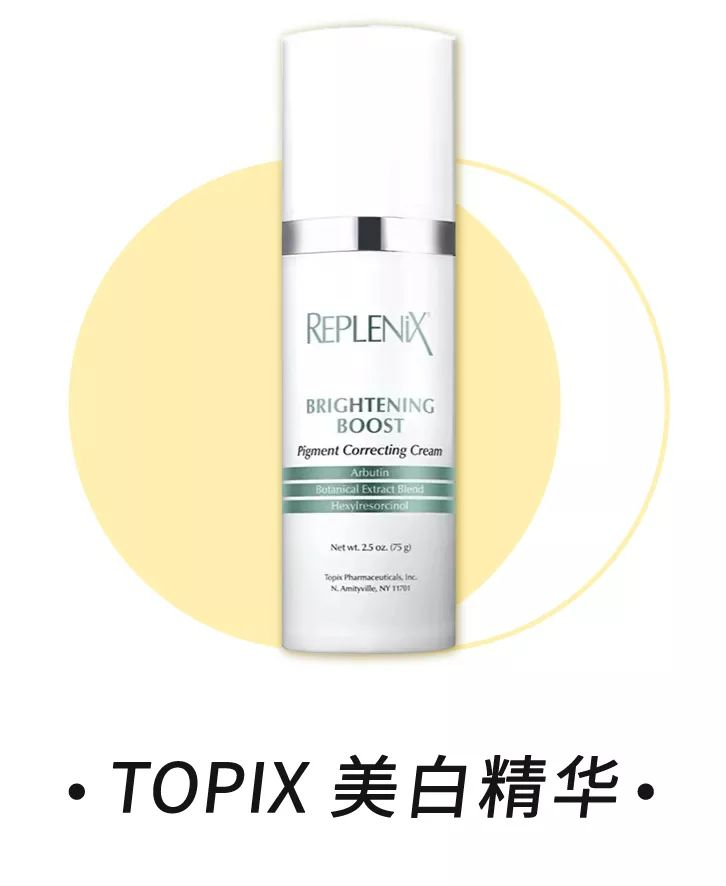 REPLENiX®
BRIGHTENING
BOOST
Pigment Correcting Cream
Arbutin
Botanical Extract Blend
Hexylresorcinol
Net wt. 2.5 oz. (75 g)
Topix Pharmaceuticals, Inc.
N. Amityville, NY 11701
• TOPIX 美白精华 •